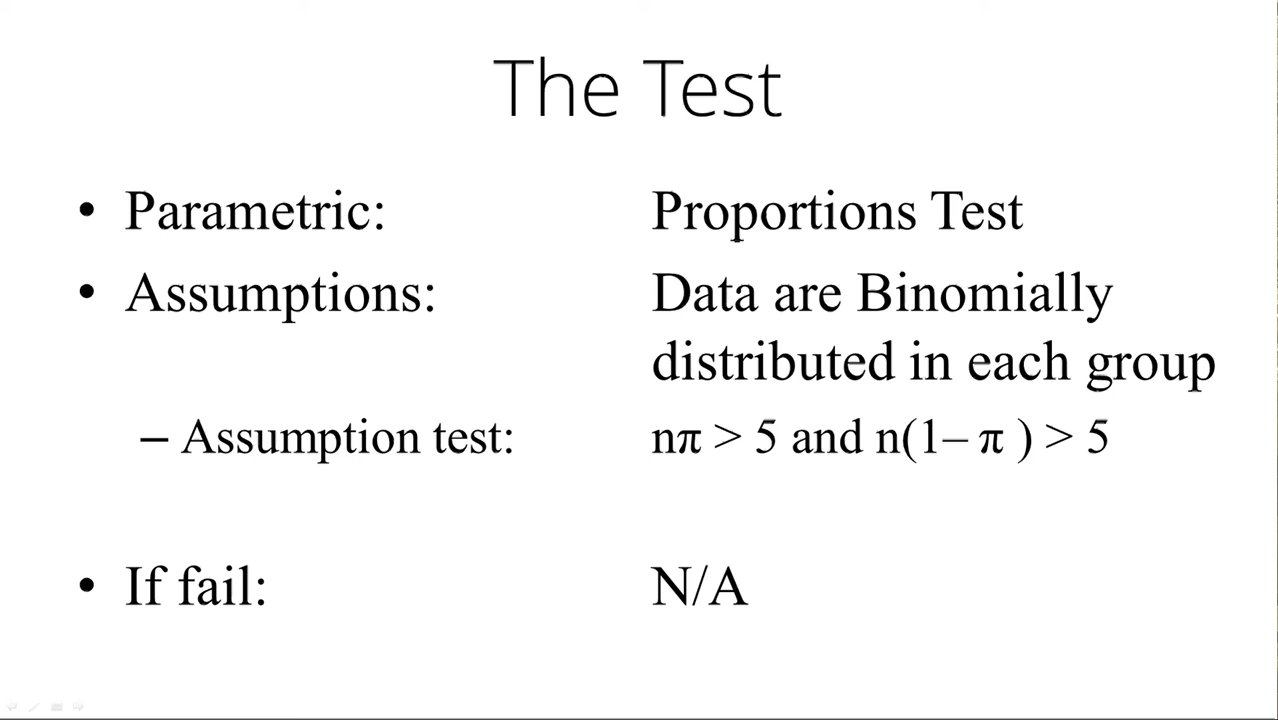 The Test
• Parametric: Proportions Test
• Assumptions: Data are Binomially
distributed in each group
– Assumption test: nπ > 5 and n(1– π ) > 5
• If fail: N/A